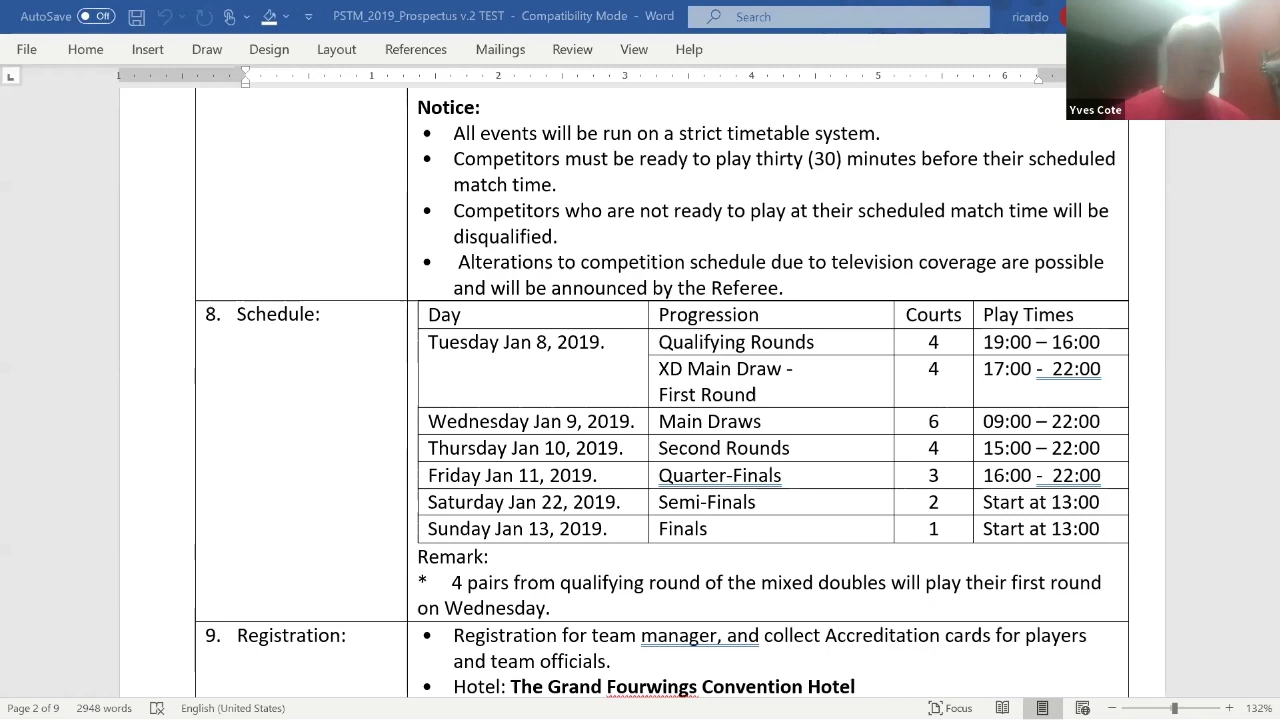 AutoSave Off PSTM_2019_Prospectus v.2 TEST - Compatibility Mode - Word Search ricardo
File Home Insert Draw Design Layout References Mailings Review View Help
1 1 2 3 4 5 6
Yves Cote
Notice:
• All events will be run on a strict timetable system.
• Competitors must be ready to play thirty (30) minutes before their scheduled
match time.
• Competitors who are not ready to play at their scheduled match time will be
disqualified.
• Alterations to competition schedule due to television coverage are possible
and will be announced by the Referee.
8. Schedule: Day Progression Courts Play Times
Tuesday Jan 8, 2019. Qualifying Rounds 4 19:00 – 16:00
XD Main Draw - 4 17:00 - 22:00
First Round
Wednesday Jan 9, 2019. Main Draws 6 09:00 – 22:00
Thursday Jan 10, 2019. Second Rounds 4 15:00 – 22:00
Friday Jan 11, 2019. Quarter-Finals 3 16:00 - 22:00
Saturday Jan 22, 2019. Semi-Finals 2 Start at 13:00
Sunday Jan 13, 2019. Finals 1 Start at 13:00
Remark:
* 4 pairs from qualifying round of the mixed doubles will play their first round
on Wednesday.
9. Registration: • Registration for team manager, and collect Accreditation cards for players
and team officials.
• Hotel: The Grand Fourwings Convention Hotel
Page 2 of 9 2948 words English (United States) Focus 132%